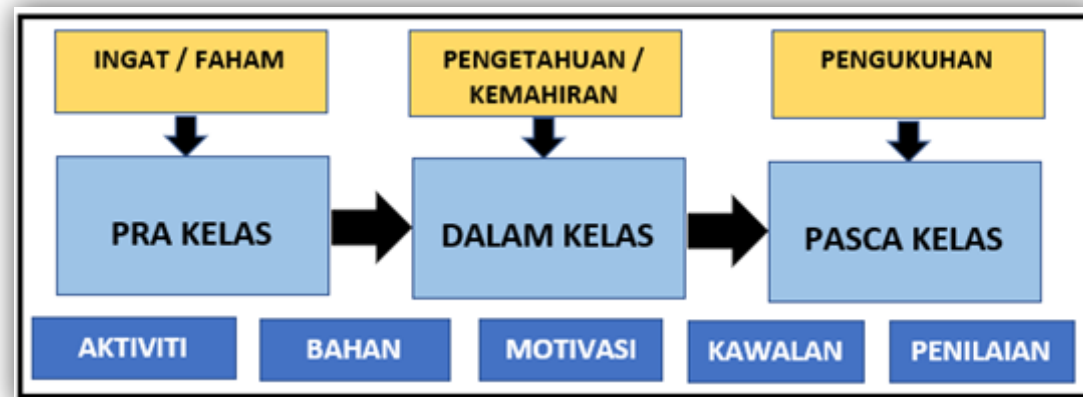 INGAT / FAHAM
PENGETAHUAN /
KEMAHIRAN
PENGUKUHAN
PRA KELAS
DALAM KELAS
PASCA KELAS
AKTIVITI
BAHAN
MOTIVASI
KAWALAN
PENILAIAN